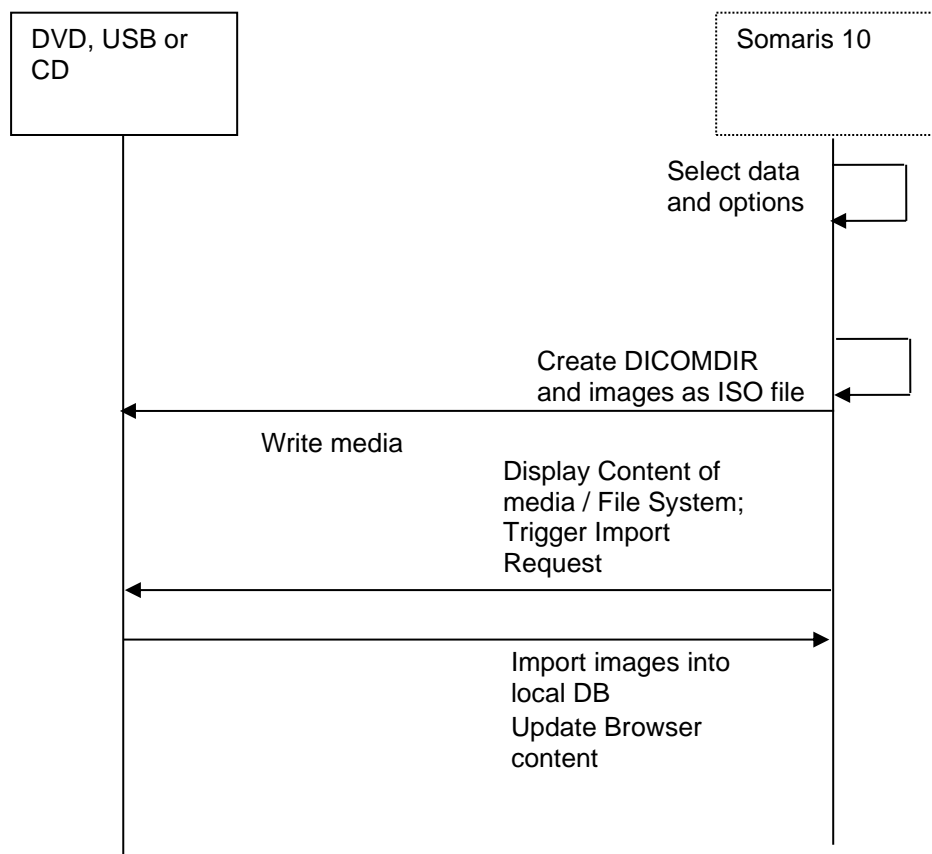 DVD, USB or
CD
Somaris 10
Select data
and options
Create DICOMDIR
and images as ISO file
Write media
Display Content of
media / File System;
Trigger Import
Request
Import images into
local DB
Update Browser
content